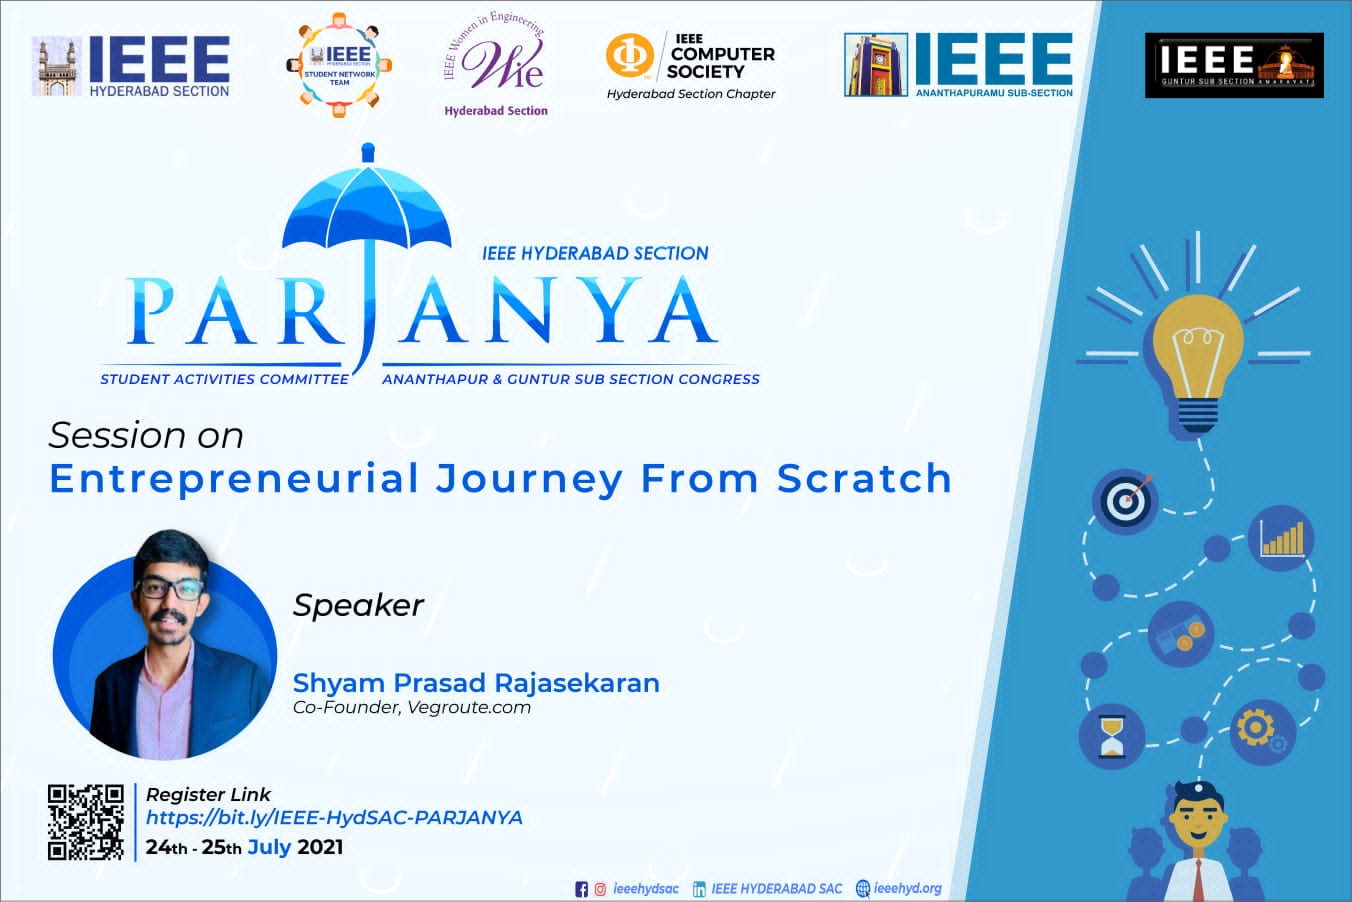 IEEE
HYDERABAD SECTION
IEEE
HYDERABAD SECTION
STUDENT NETWORK
TEAM
IEEE Women in Engineering
WiE
Hyderabad Section
IEEE
COMPUTER
SOCIETY
Hyderabad Section Chapter
IEEE
ANANTHAPURAMU SUB-SECTION
IEEE
GUNTUR SUB SECTION AMARAVATI
IEEE HYDERABAD SECTION
PARJANYA
STUDENT ACTIVITIES COMMITTEE ANANTHAPUR & GUNTUR SUB SECTION CONGRESS
Session on
Entrepreneurial Journey From Scratch
Speaker
Shyam Prasad Rajasekaran
Co-Founder, Vegroute.com
Register Link
https://bit.ly/IEEE-HydSAC-PARJANYA
24th - 25th July 2021
ieeehydsac IEEE HYDERABAD SAC ieeehyd.org